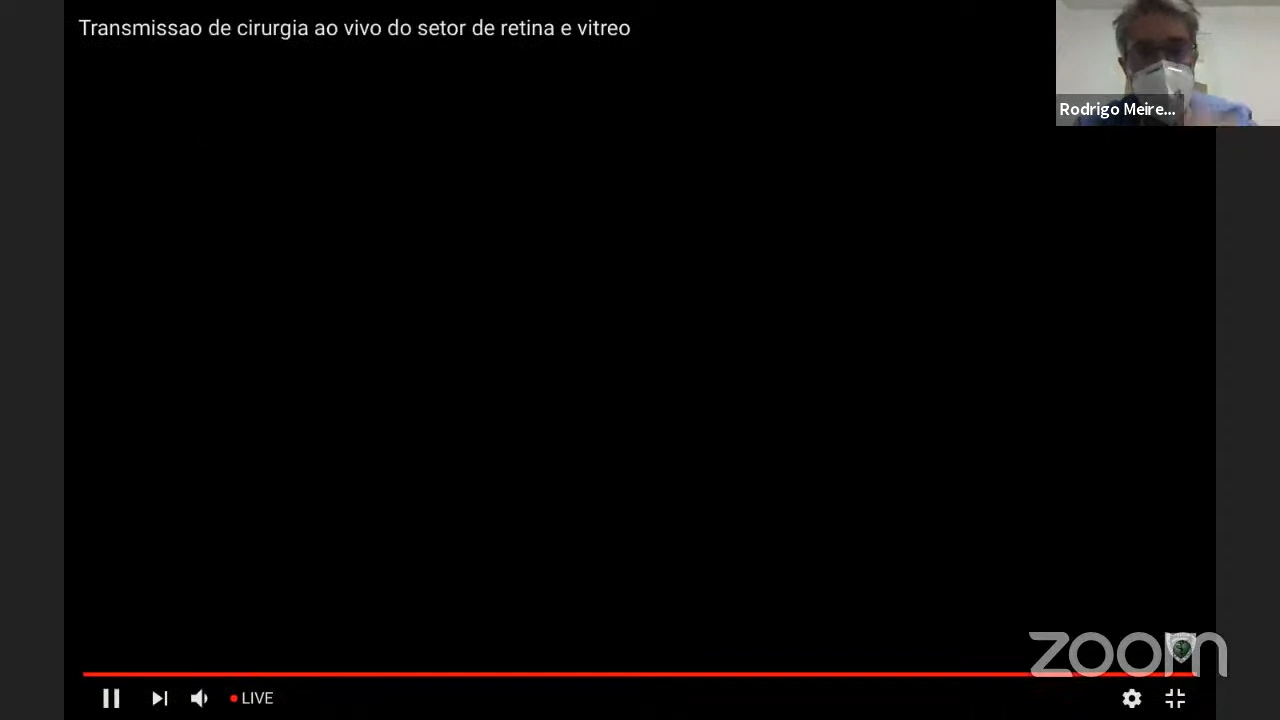 Transmissao de cirurgia ao vivo do setor de retina e vitreo
Rodrigo Meire...
LIVE
zoom